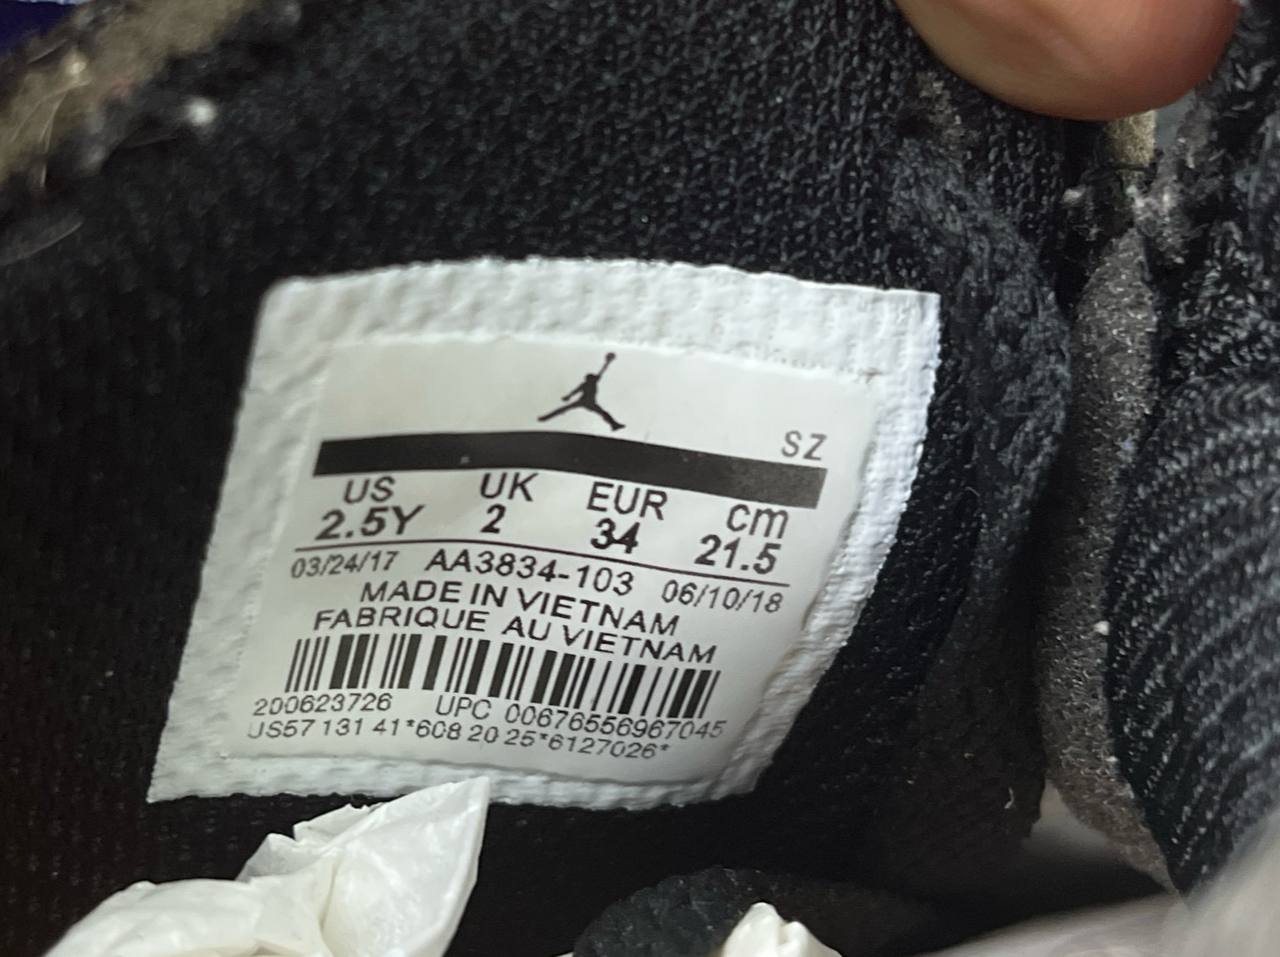 SZ
US UK EUR cm
2.5Y 2 34 21.5
03/24/17 AA3834-103 06/10/18
MADE IN VIETNAM
FABRIQUE AU VIETNAM
200623726 UPC 00676556967045
US57 131 41*608 20 25*6127026*